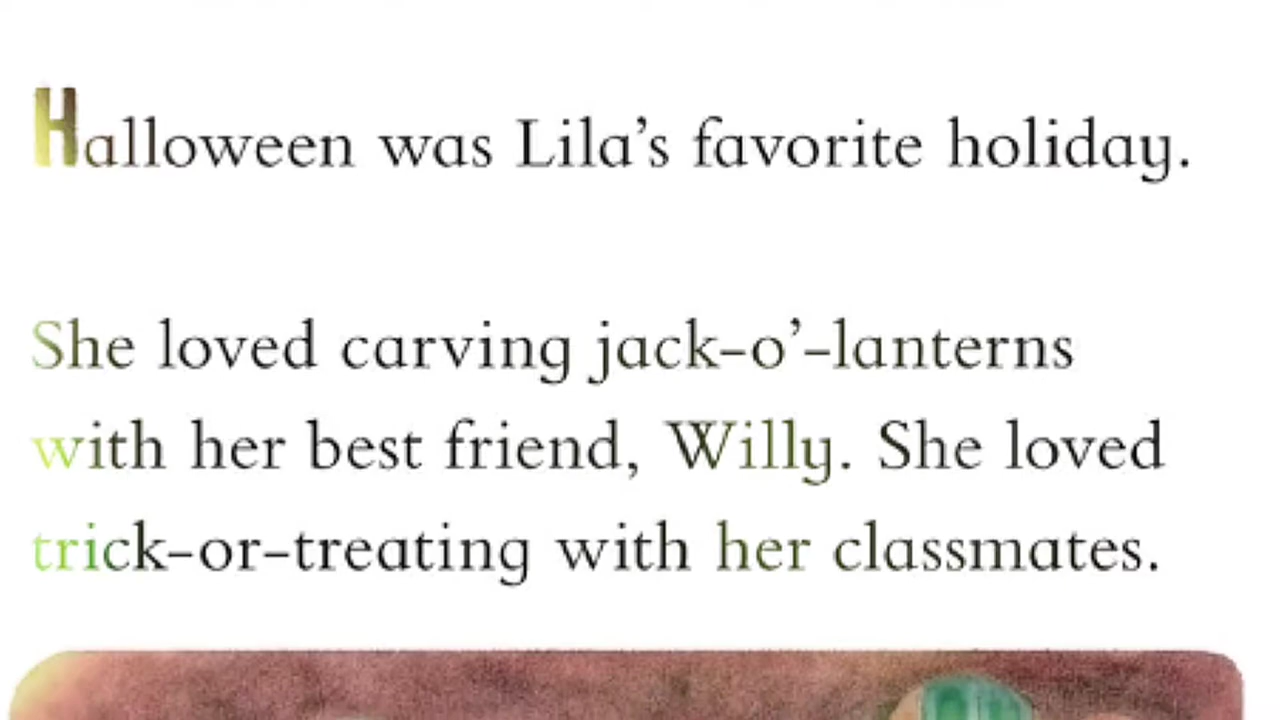 Halloween was Lila’s favorite holiday.
She loved carving jack-o’-lanterns
with her best friend, Willy. She loved
trick-or-treating with her classmates.